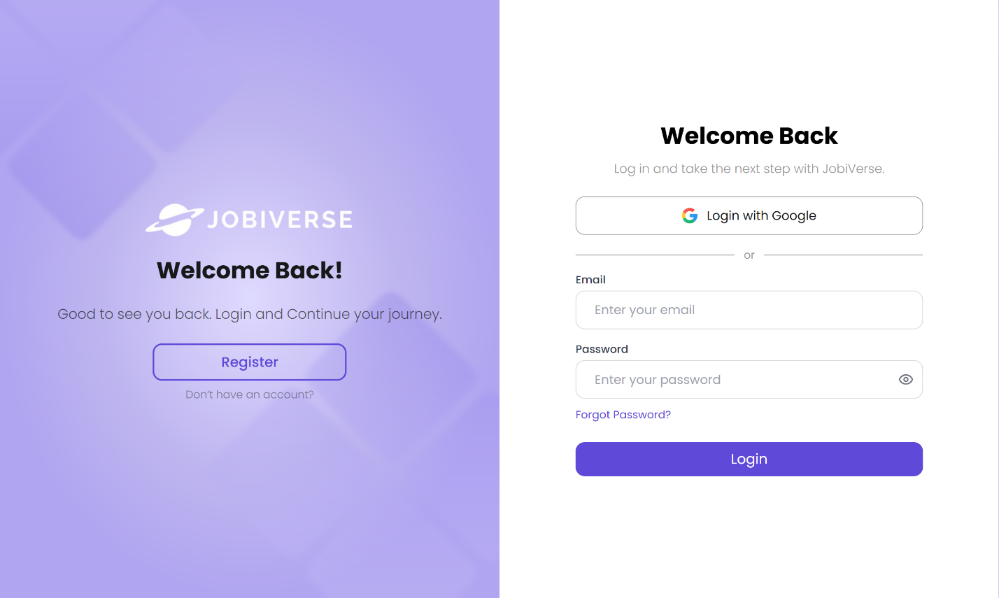 JOBIVERSE
Welcome Back!
Good to see you back. Login and Continue your journey.
Register
Don't have an account?
Welcome Back
Log in and take the next step with JobiVerse.
Login with Google
or
Email
Enter your email
Password
Enter your password
Forgot Password?
Login